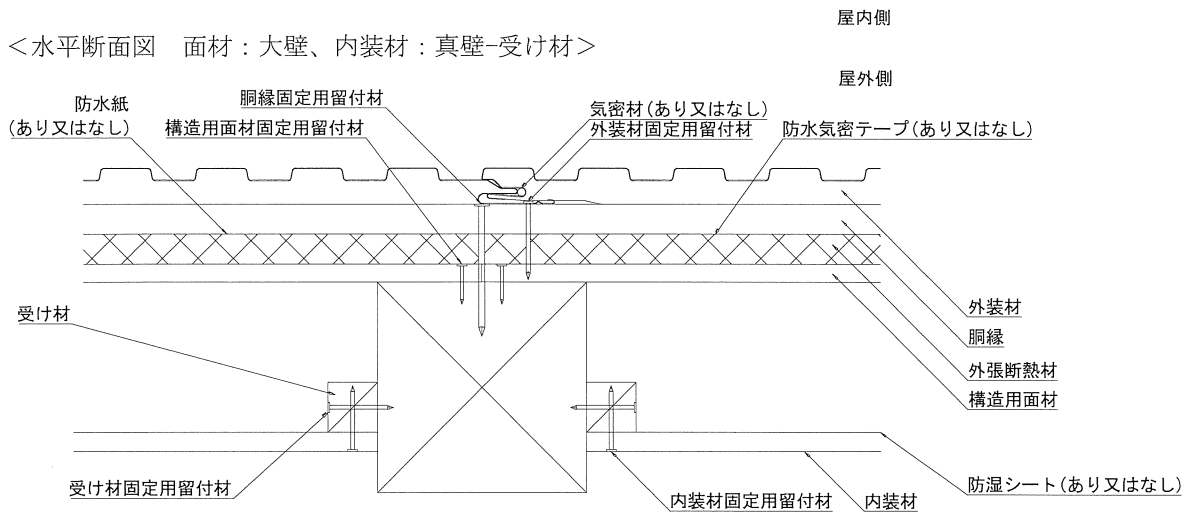 屋内側
＜水平断面図　面材：大壁、内装材：真壁−受け材＞
屋外側
胴縁固定用留付材
防水紙
(あり又はなし)
構造用面材固定用留付材
気密材(あり又はなし)
外装材固定用留付材
防水気密テープ(あり又はなし)
外装材
胴縁
外張断熱材
構造用面材
受け材
受け材固定用留付材
内装材固定用留付材
内装材
防湿シート(あり又はなし)